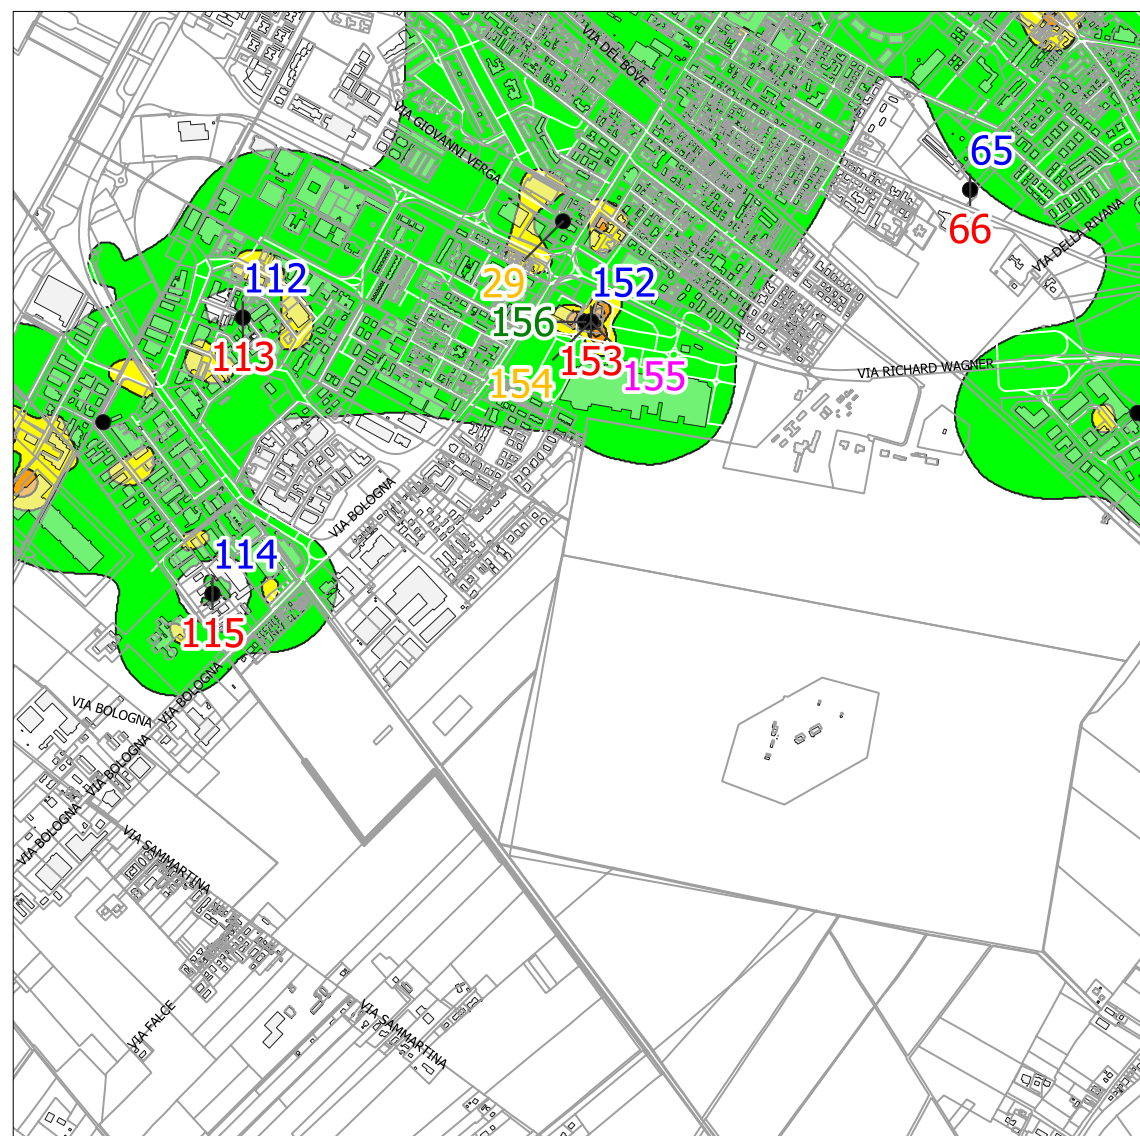 VIA DEL BOVE
VIA GIOVANNI VERGA
65
66
VIA DELLA RIVANA
29
112
152
156
113
153
154
155
VIA RICHARD WAGNER
VIA BOLOGNA
114
115
VIA BOLOGNA
VIA BOLOGNA
VIA BOLOGNA
VIA BOLOGNA
VIA SAMMARTINA
VIA FALCE
VIA SAMMARTINA